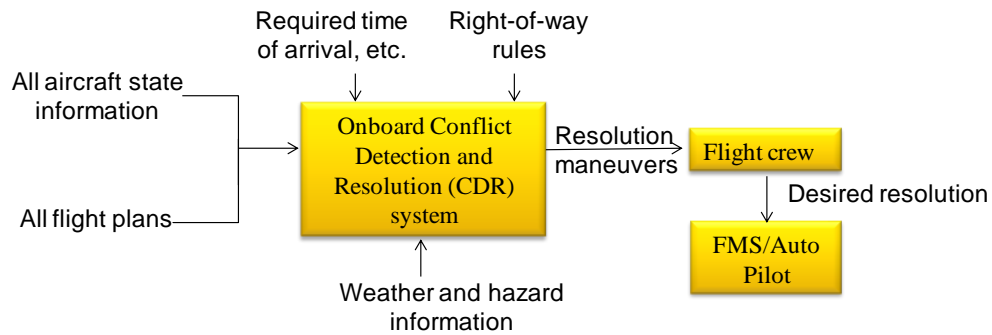 Required time
of arrival, etc.
Right-of-way
rules
All aircraft state
information
Onboard Conflict
Detection and
Resolution (CDR)
system
Resolution
maneuvers
Flight crew
Desired resolution
All flight plans
FMS/Auto
Pilot
Weather and hazard
information